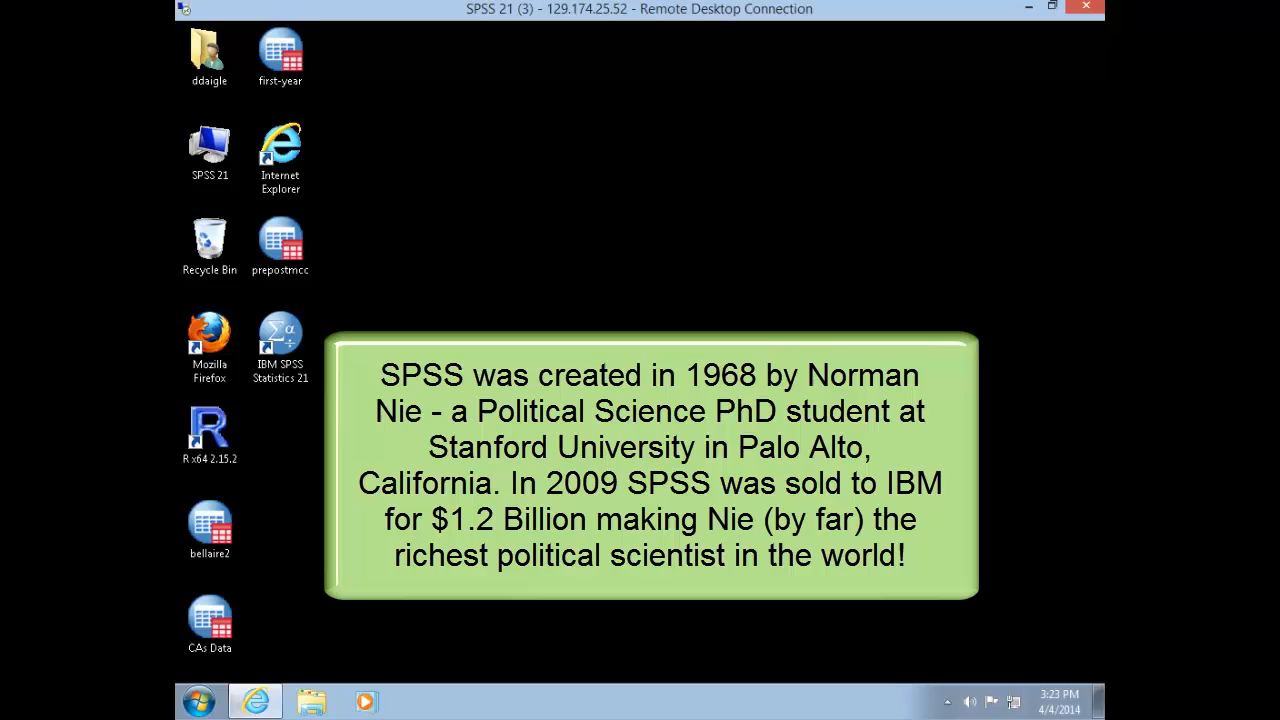 SPSS 21 (3) - 129.174.25.52 - Remote Desktop Connection
ddaigle
first-year
SPSS 21
Internet
Explorer
Recycle Bin
prepostmcc
Mozilla
Firefox
IBM SPSS
Statistics 21
R x64 2.15.2
bellaire2
CAs Data
SPSS was created in 1968 by Norman
Nie - a Political Science PhD student at
Stanford University in Palo Alto,
California. In 2009 SPSS was sold to IBM
for $1.2 Billion making Nie (by far) the
richest political scientist in the world!
3:23 PM
4/4/2014